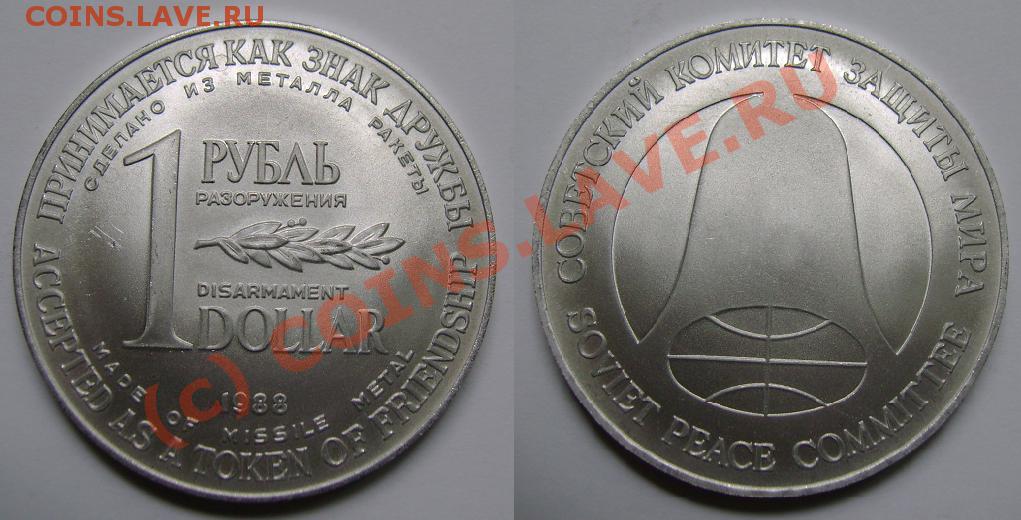 COINS.LAVE.РУ
ПРИНИМАЕТСЯ КАК ЗНАК ДРУЖБЫ
СДЕЛАНО ИЗ МЕТАЛЛА РАКЕТЫ
1
РУБЛЬ
РАЗОРУЖЕНИЯ
DISARMAMENT
DOLLAR
1988
MADE OF MISSILE METAL
ACCEPTED AS A TOKEN OF FRIENDSHIP
СОВЕТСКИЙ КОМИТЕТ ЗАЩИТЫ МИРА
SOVIET PEACE COMMITTEE
(c) COINS.LAVE.RU